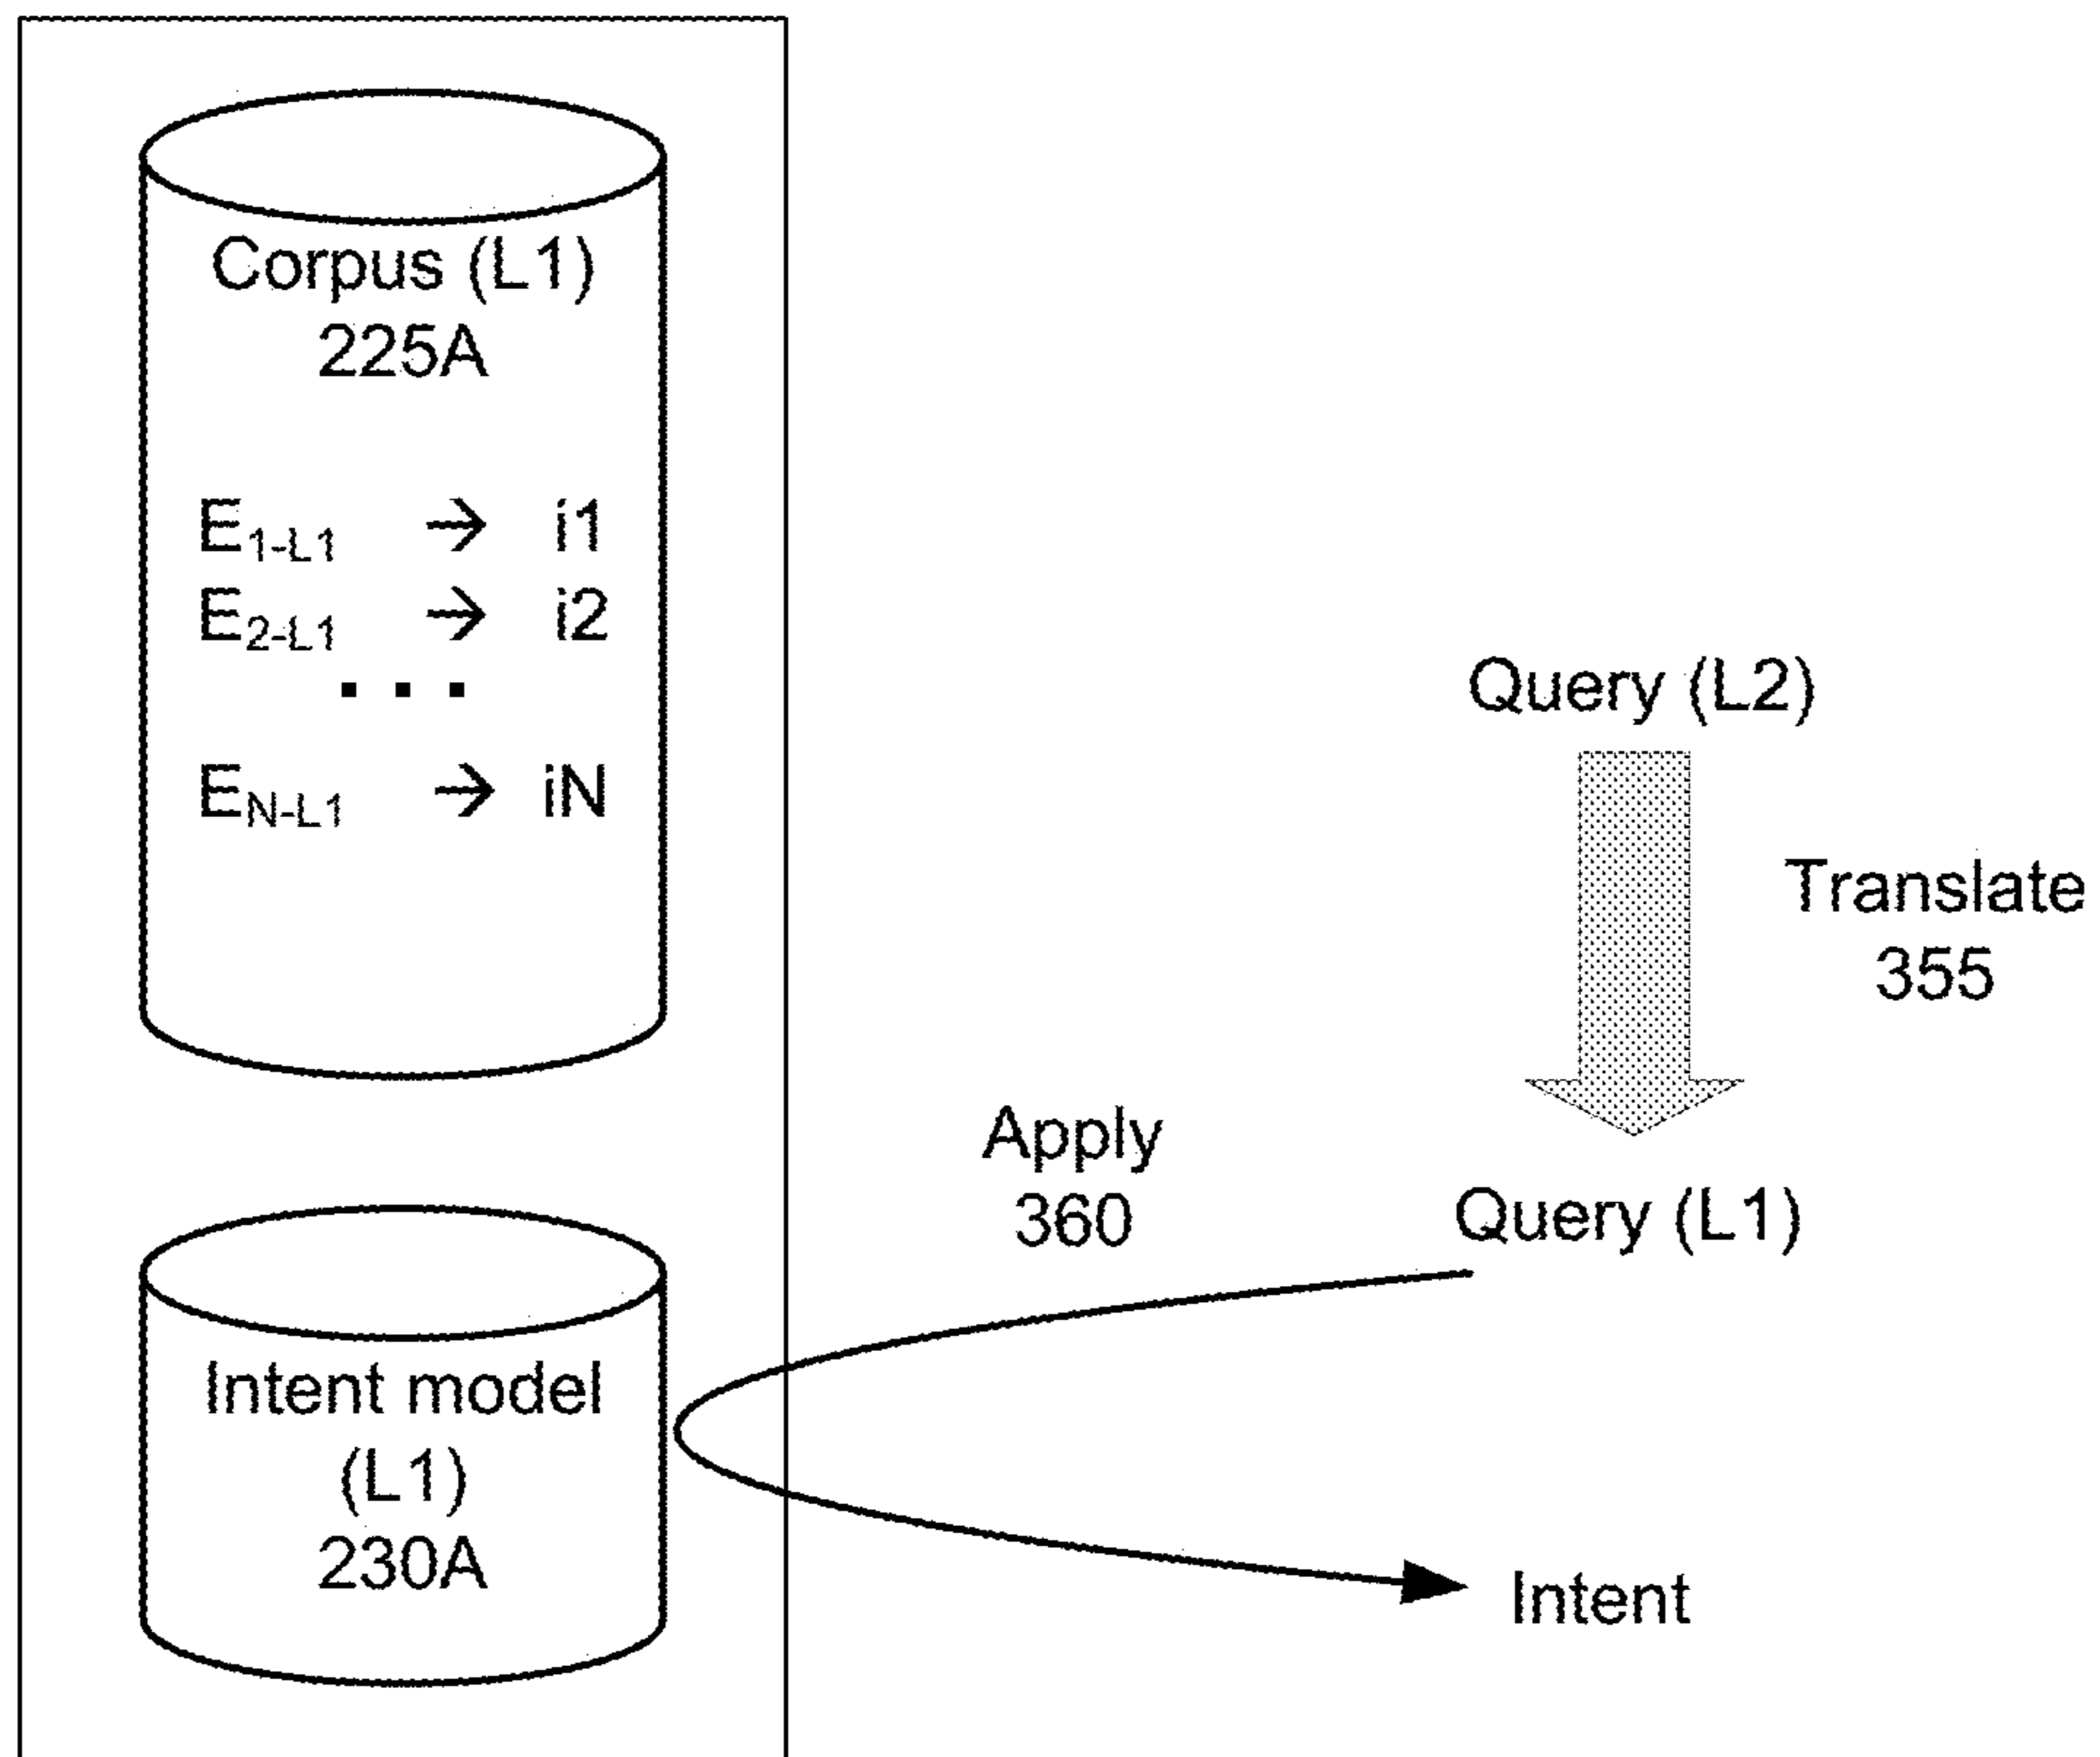 Corpus (L1)
225A
E1-L1 → i1
E2-L1 → i2
. . .
EN-L1 → iN
Query (L2)
Translate
355
Apply
360
Query (L1)
Intent model
(L1)
230A
Intent